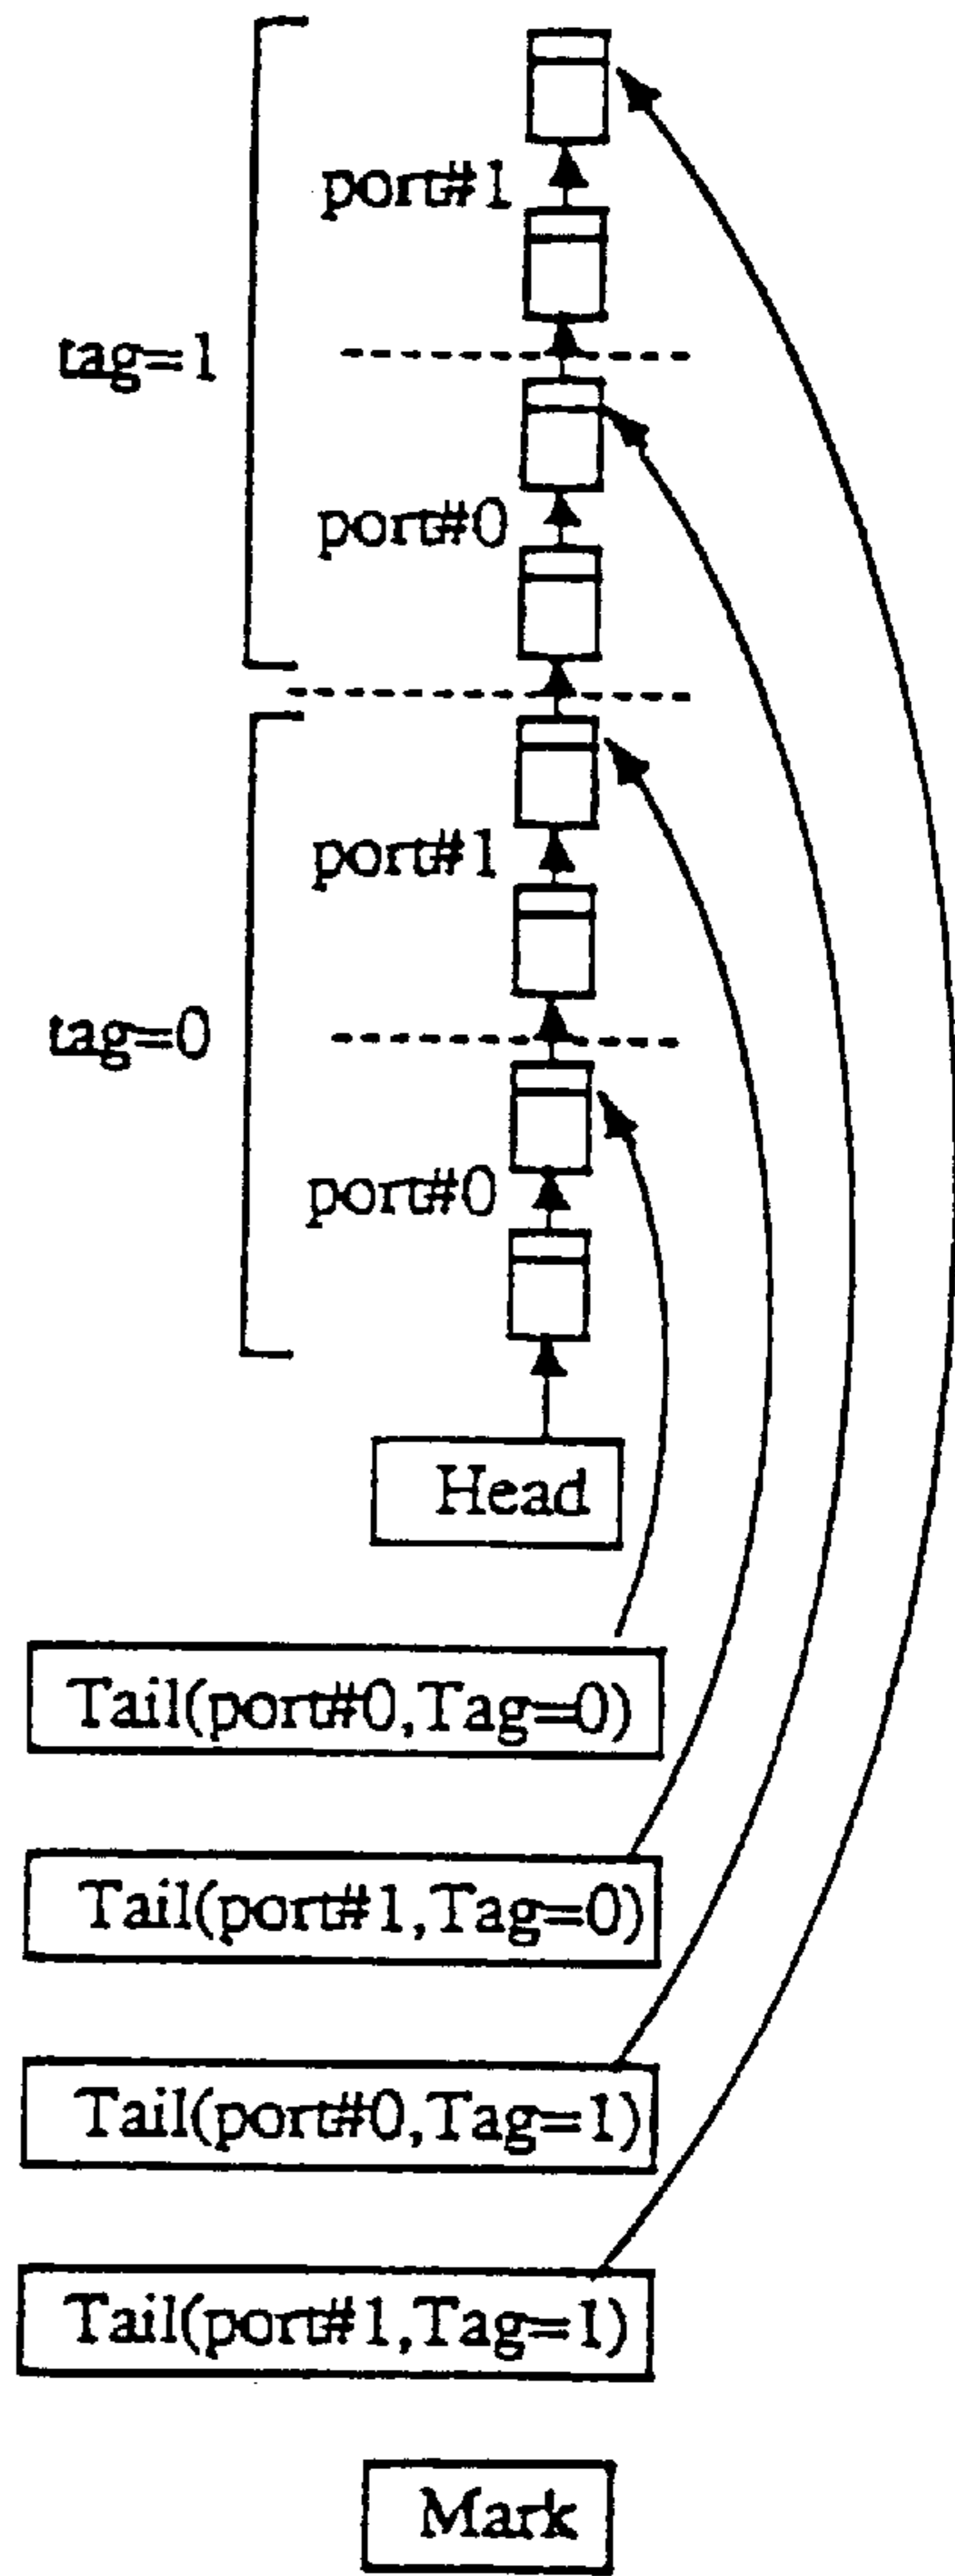 port#1
tag=1
port#0
port#1
tag=0
port#0
Head
Tail(port#0,Tag=0)
Tail(port#1,Tag=0)
Tail(port#0,Tag=1)
Tail(port#1,Tag=1)
Mark